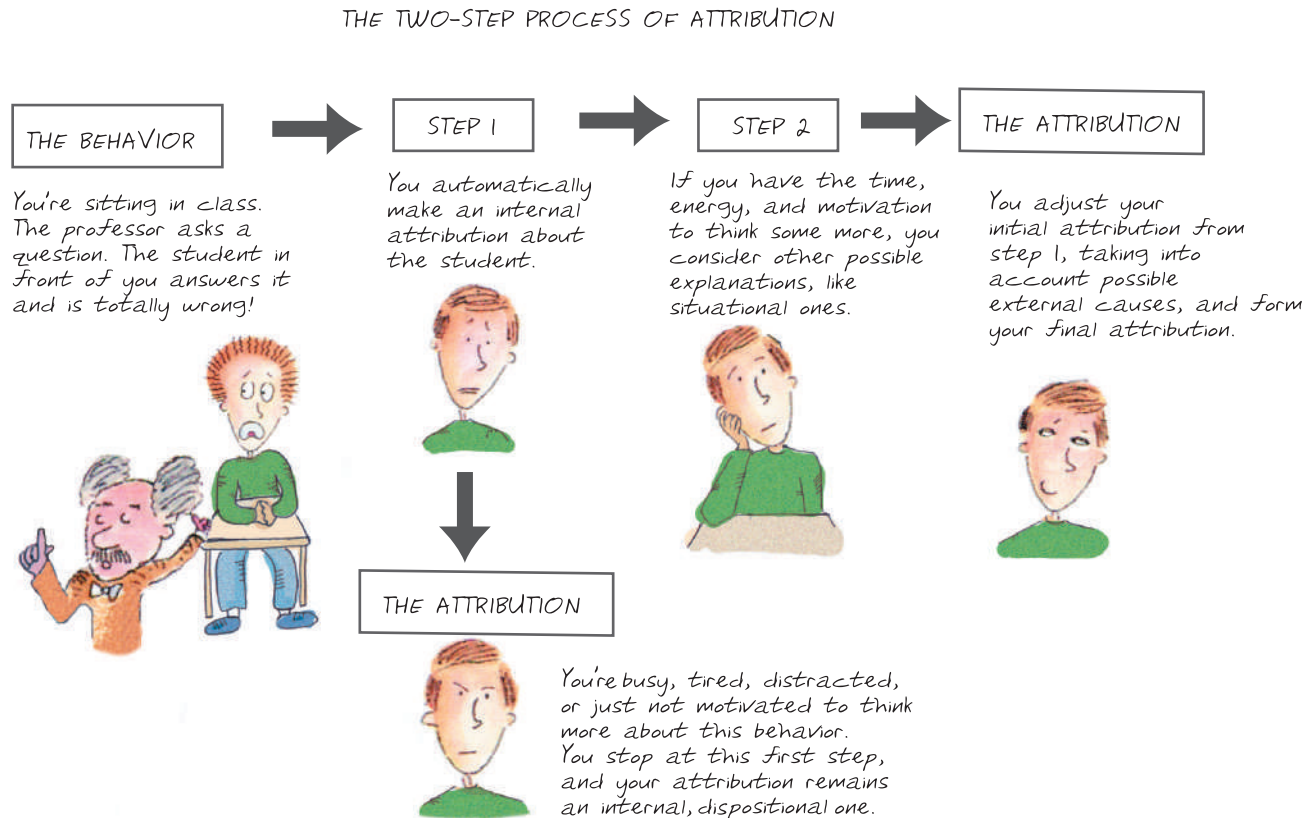 THE TWO-STEP PROCESS OF ATTRIBUTION
THE BEHAVIOR
You're sitting in class.
The professor asks a
question. The student in
front of you answers it
and is totally wrong!
STEP 1
You automatically
make an internal
attribution about
the student.
STEP 2
If you have the time,
energy, and motivation
to think some more, you
consider other possible
explanations, like
situational ones.
THE ATTRIBUTION
You adjust your
initial attribution from
step 1, taking into
account possible
external causes, and form
your final attribution.
THE ATTRIBUTION
You're busy, tired, distracted,
or just not motivated to think
more about this behavior.
You stop at this first step,
and your attribution remains
an internal, dispositional one.